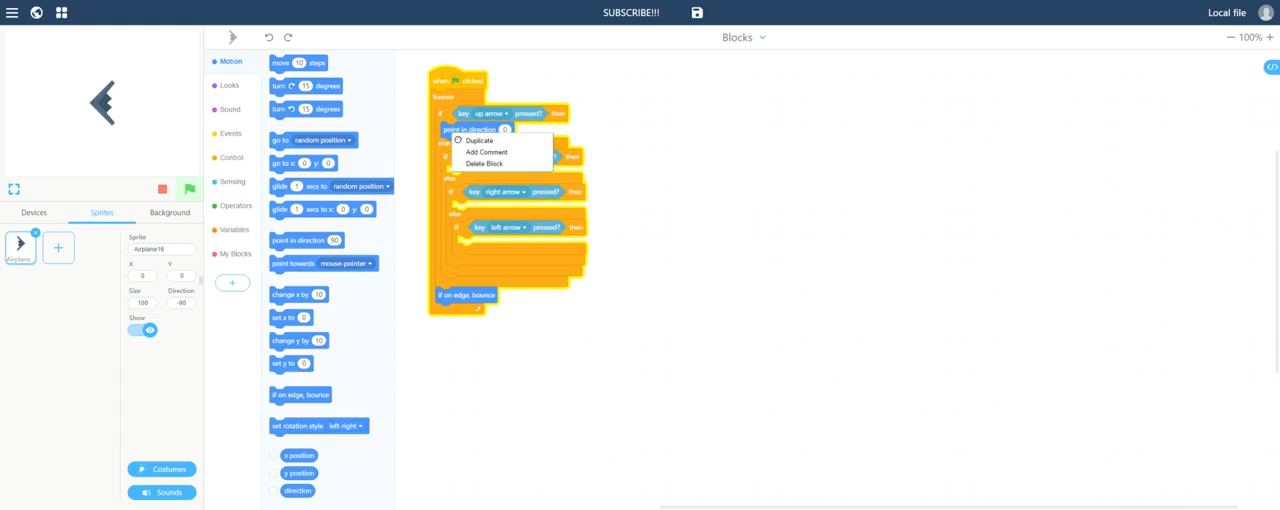 SUBSCRIBE!!!
Local file
Blocks
100%
Devices
Sprites
Background
Airplane...
Sprite
Airplane16
X
Y
0
0
Size
Direction
100
-90
Show
Costumes
Sounds
Motion
Looks
Sound
Events
Control
Sensing
Operators
Variables
My Blocks
move 10 steps
turn 15 degrees
turn 15 degrees
go to random position
go to x: 0 y: 0
glide 1 secs to random position
glide 1 secs to x: 0 y: 0
point in direction 90
point towards mouse-pointer
change x by 10
set x to 0
change y by 10
set y to 0
if on edge, bounce
set rotation style left-right
x position
y position
direction
when clicked
forever
if key up arrow pressed? then
point in direction 0
Duplicate
Add Comment
Delete Block
if ? then
else
if key right arrow pressed? then
else
if key left arrow pressed? then
if on edge, bounce